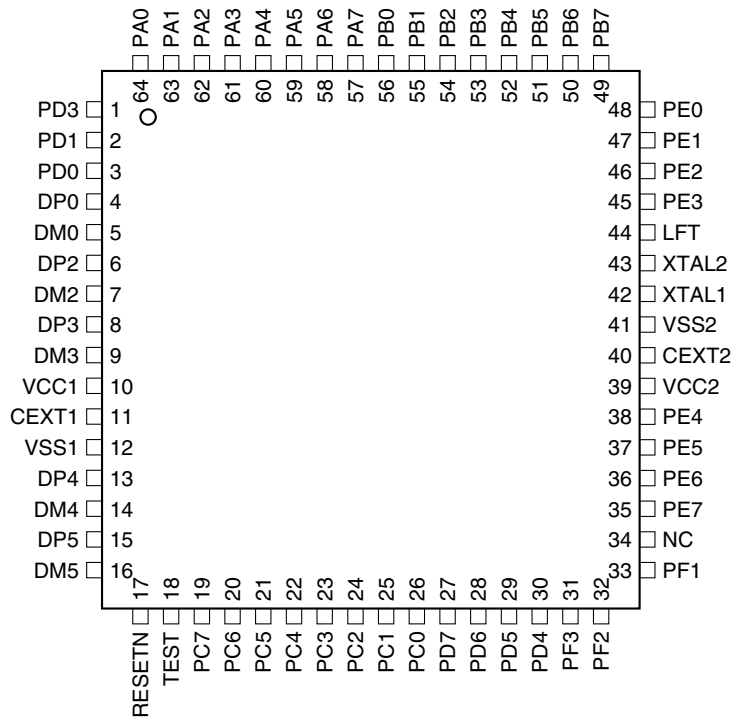 PA0 PA1 PA2 PA3 PA4 PA5 PA6 PA7 PB0 PB1 PB2 PB3 PB4 PB5 PB6 PB7
64 63 62 61 60 59 58 57 56 55 54 53 52 51 50 49
PD3 1 48 PE0
PD1 2 47 PE1
PD0 3 46 PE2
DP0 4 45 PE3
DM0 5 44 LFT
DP2 6 43 XTAL2
DM2 7 42 XTAL1
DP3 8 41 VSS2
DM3 9 40 CEXT2
VCC1 10 39 VCC2
CEXT1 11 38 PE4
VSS1 12 37 PE5
DP4 13 36 PE6
DM4 14 35 PE7
DP5 15 34 NC
DM5 16 33 PF1
17 18 19 20 21 22 23 24 25 26 27 28 29 30 31 32
RESETN TEST PC7 PC6 PC5 PC4 PC3 PC2 PC1 PC0 PD7 PD6 PD5 PD4 PF3 PF2